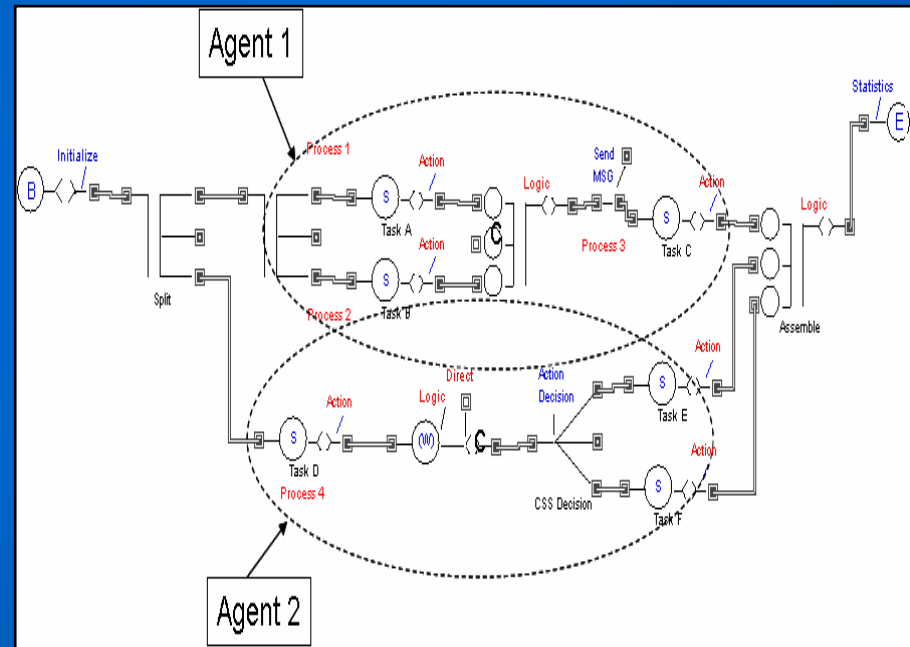 Agent 1
Statistics
E
Initialize
B
Process 1
Action
Send
MSG
Logic
Action
S
Task A
C
Logic
S
Action
Process 3
Task C
S
Split
Process 2
Task B
Assemble
Direct
Action
Logic
Action
Decision
Action
C
S
Task E
S
(W)
Task D
Process 4
Action
CSS Decision
S
Task F
Agent 2